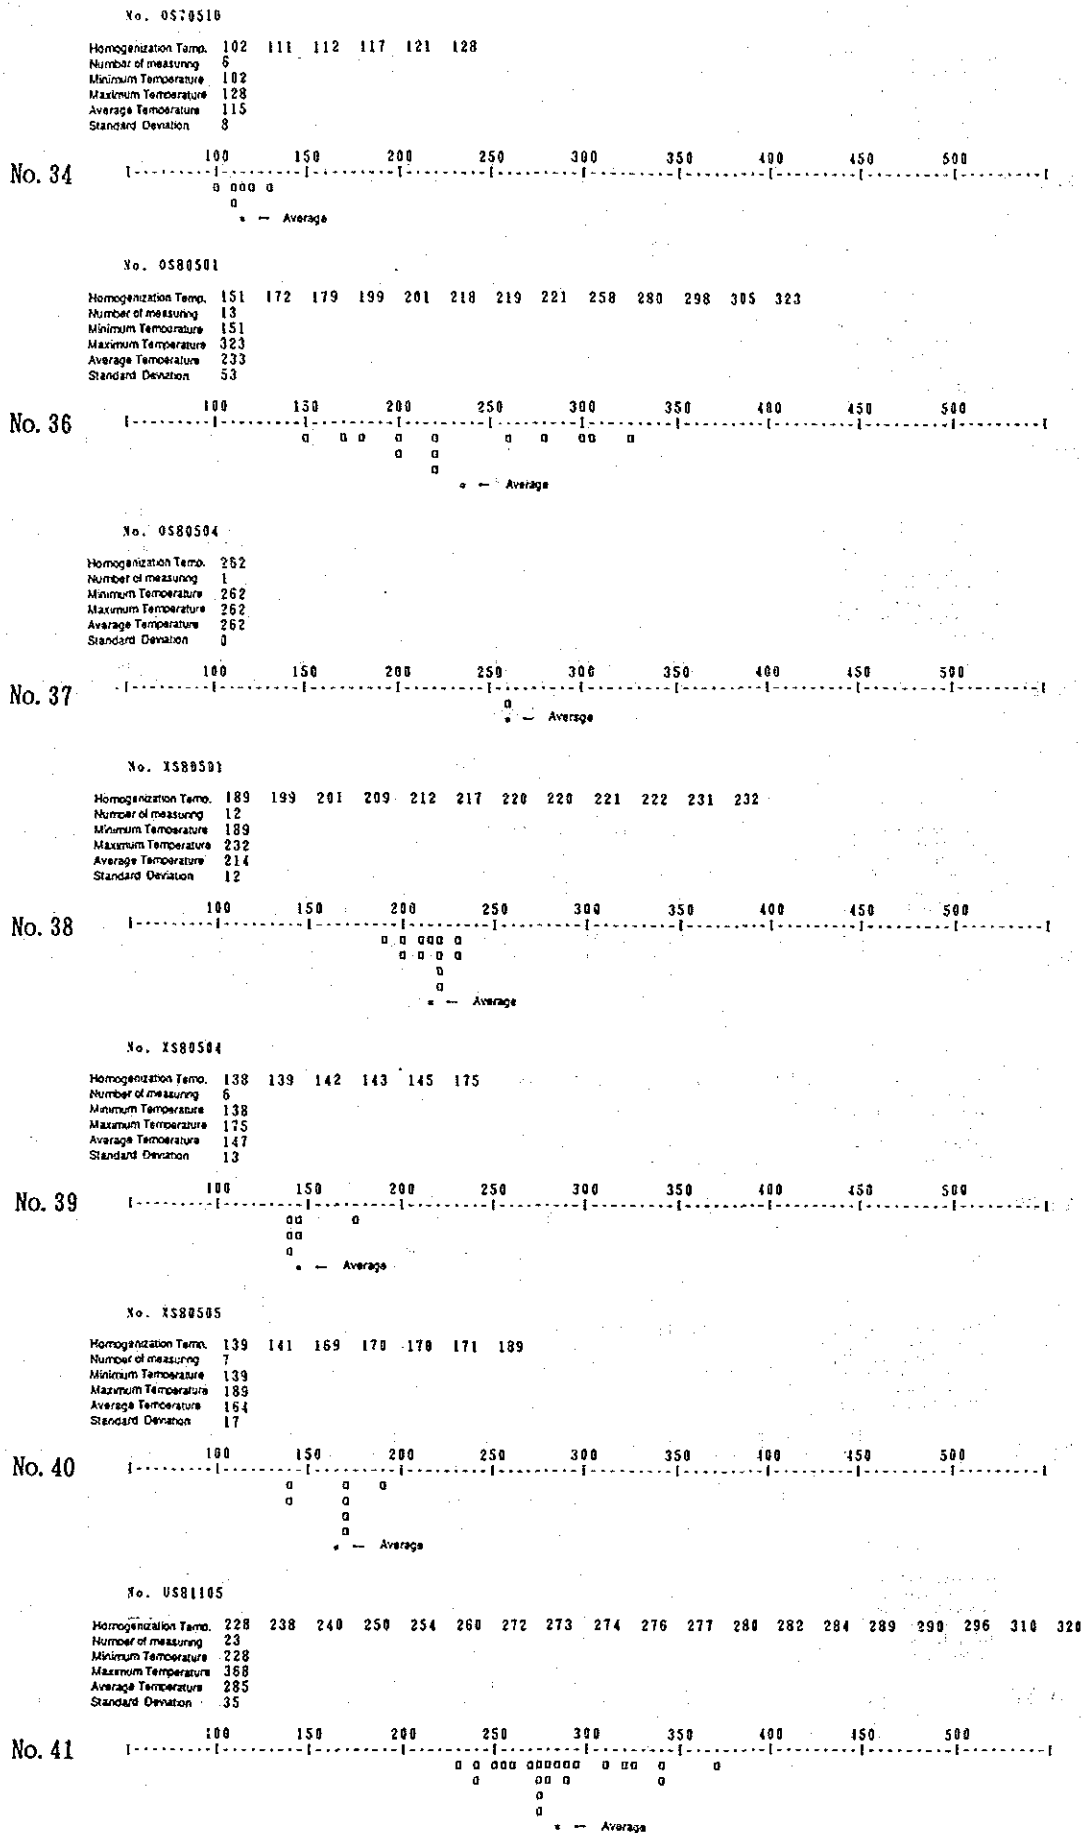 No. OS70510
Homogenization Temp. 102 111 112 117 121 128
Number of measuring 6
Minimum Temperature 102
Maximum Temperature 128
Average Temperature 115
Standard Deviation 8
100 150 200 250 300 350 400 450 500
No. 34
* — Average
No. OS80501
Homogenization Temp. 151 172 179 199 201 218 219 221 258 280 298 305 323
Number of measuring 13
Minimum Temperature 151
Maximum Temperature 323
Average Temperature 233
Standard Deviation 53
100 150 200 250 300 350 400 450 500
No. 36
* — Average
No. OS80504
Homogenization Temp. 262
Number of measuring 1
Minimum Temperature 262
Maximum Temperature 262
Average Temperature 262
Standard Deviation 0
100 150 200 250 300 350 400 450 500
No. 37
* — Average
No. XS80501
Homogenization Temp. 189 199 201 209 212 217 220 220 221 222 231 232
Number of measuring 12
Minimum Temperature 189
Maximum Temperature 232
Average Temperature 214
Standard Deviation 12
100 150 200 250 300 350 400 450 500
No. 38
* — Average
No. XS80504
Homogenization Temp. 138 139 142 143 145 175
Number of measuring 6
Minimum Temperature 138
Maximum Temperature 175
Average Temperature 147
Standard Deviation 13
100 150 200 250 300 350 400 450 500
No. 39
* — Average
No. XS80505
Homogenization Temp. 139 141 169 170 170 171 189
Number of measuring 7
Minimum Temperature 139
Maximum Temperature 189
Average Temperature 164
Standard Deviation 17
100 150 200 250 300 350 400 450 500
No. 40
* — Average
No. US81105
Homogenization Temp. 228 238 240 250 254 260 272 273 274 276 277 280 282 284 289 290 296 310 320
Number of measuring 23
Minimum Temperature 228
Maximum Temperature 368
Average Temperature 285
Standard Deviation 35
100 150 200 250 300 350 400 450 500
No. 41
* — Average